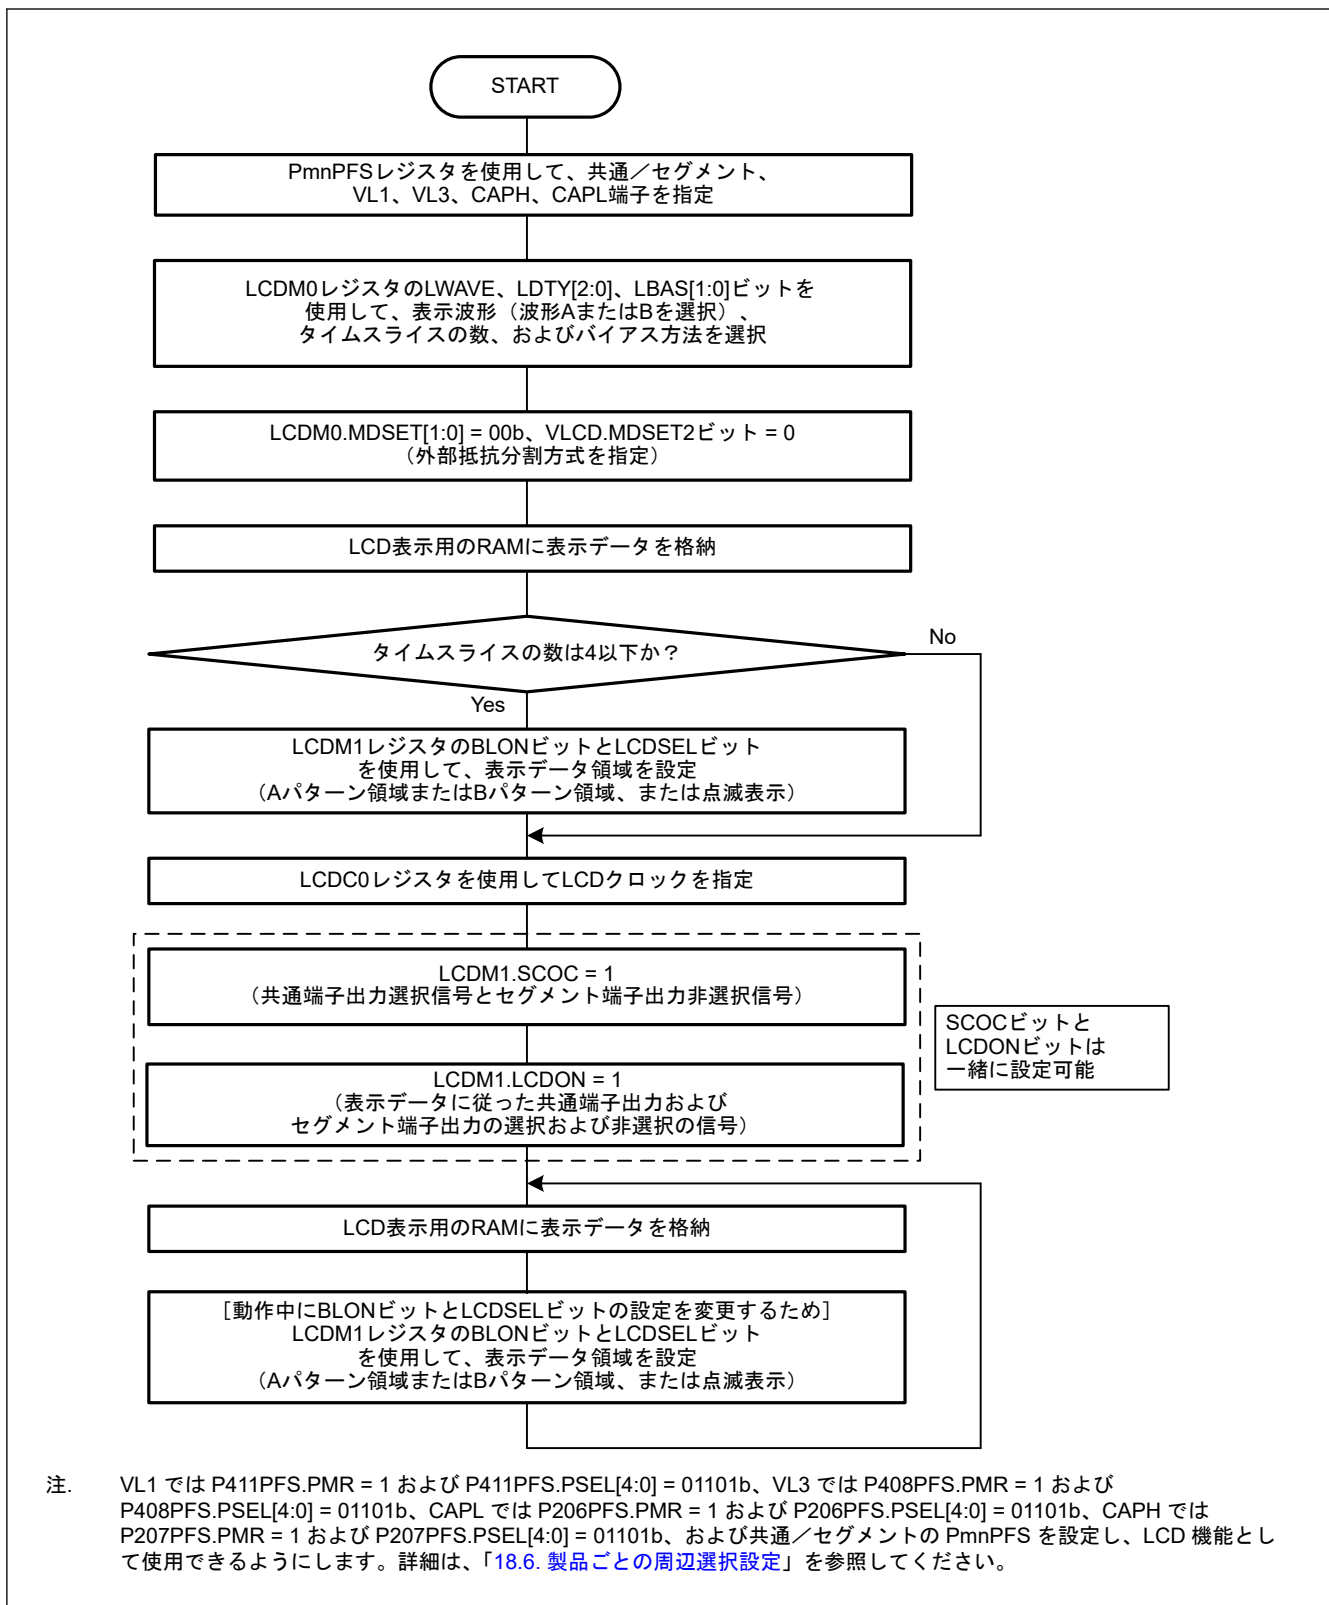 START
PmnPFSレジスタを使用して、共通／セグメント、
VL1、VL3、CAPH、CAPL端子を指定
LCDM0レジスタのLWAVE、LDTY[2:0]、LBAS[1:0]ビットを
使用して、表示波形（波形AまたはBを選択）、
タイムスライスの数、およびバイアス方法を選択
LCDM0.MDSET[1:0] = 00b、VLCD.MDSET2ビット = 0
（外部抵抗分割方式を指定）
LCD表示用のRAMに表示データを格納
タイムスライスの数は4以下か？
No
Yes
LCDM1レジスタのBLONビットとLCDSELビット
を使用して、表示データ領域を設定
（Aパターン領域またはBパターン領域、または点滅表示）
LCDC0レジスタを使用してLCDクロックを指定
LCDM1.SCOC = 1
（共通端子出力選択信号とセグメント端子出力非選択信号）
SCOCビットと
LCDONビットは
一緒に設定可能
LCDM1.LCDON = 1
（表示データに従った共通端子出力および
セグメント端子出力の選択および非選択の信号）
LCD表示用のRAMに表示データを格納
［動作中にBLONビットとLCDSELビットの設定を変更するため］
LCDM1レジスタのBLONビットとLCDSELビット
を使用して、表示データ領域を設定
（Aパターン領域またはBパターン領域、または点滅表示）
注. VL1 では P411PFS.PMR = 1 および P411PFS.PSEL[4:0] = 01101b、VL3 では P408PFS.PMR = 1 および
P408PFS.PSEL[4:0] = 01101b、CAPL では P206PFS.PMR = 1 および P206PFS.PSEL[4:0] = 01101b、CAPH では
P207PFS.PMR = 1 および P207PFS.PSEL[4:0] = 01101b、および共通／セグメントの PmnPFS を設定し、LCD 機能とし
て使用できるようにします。詳細は、「18.6. 製品ごとの周辺選択設定」を参照してください。